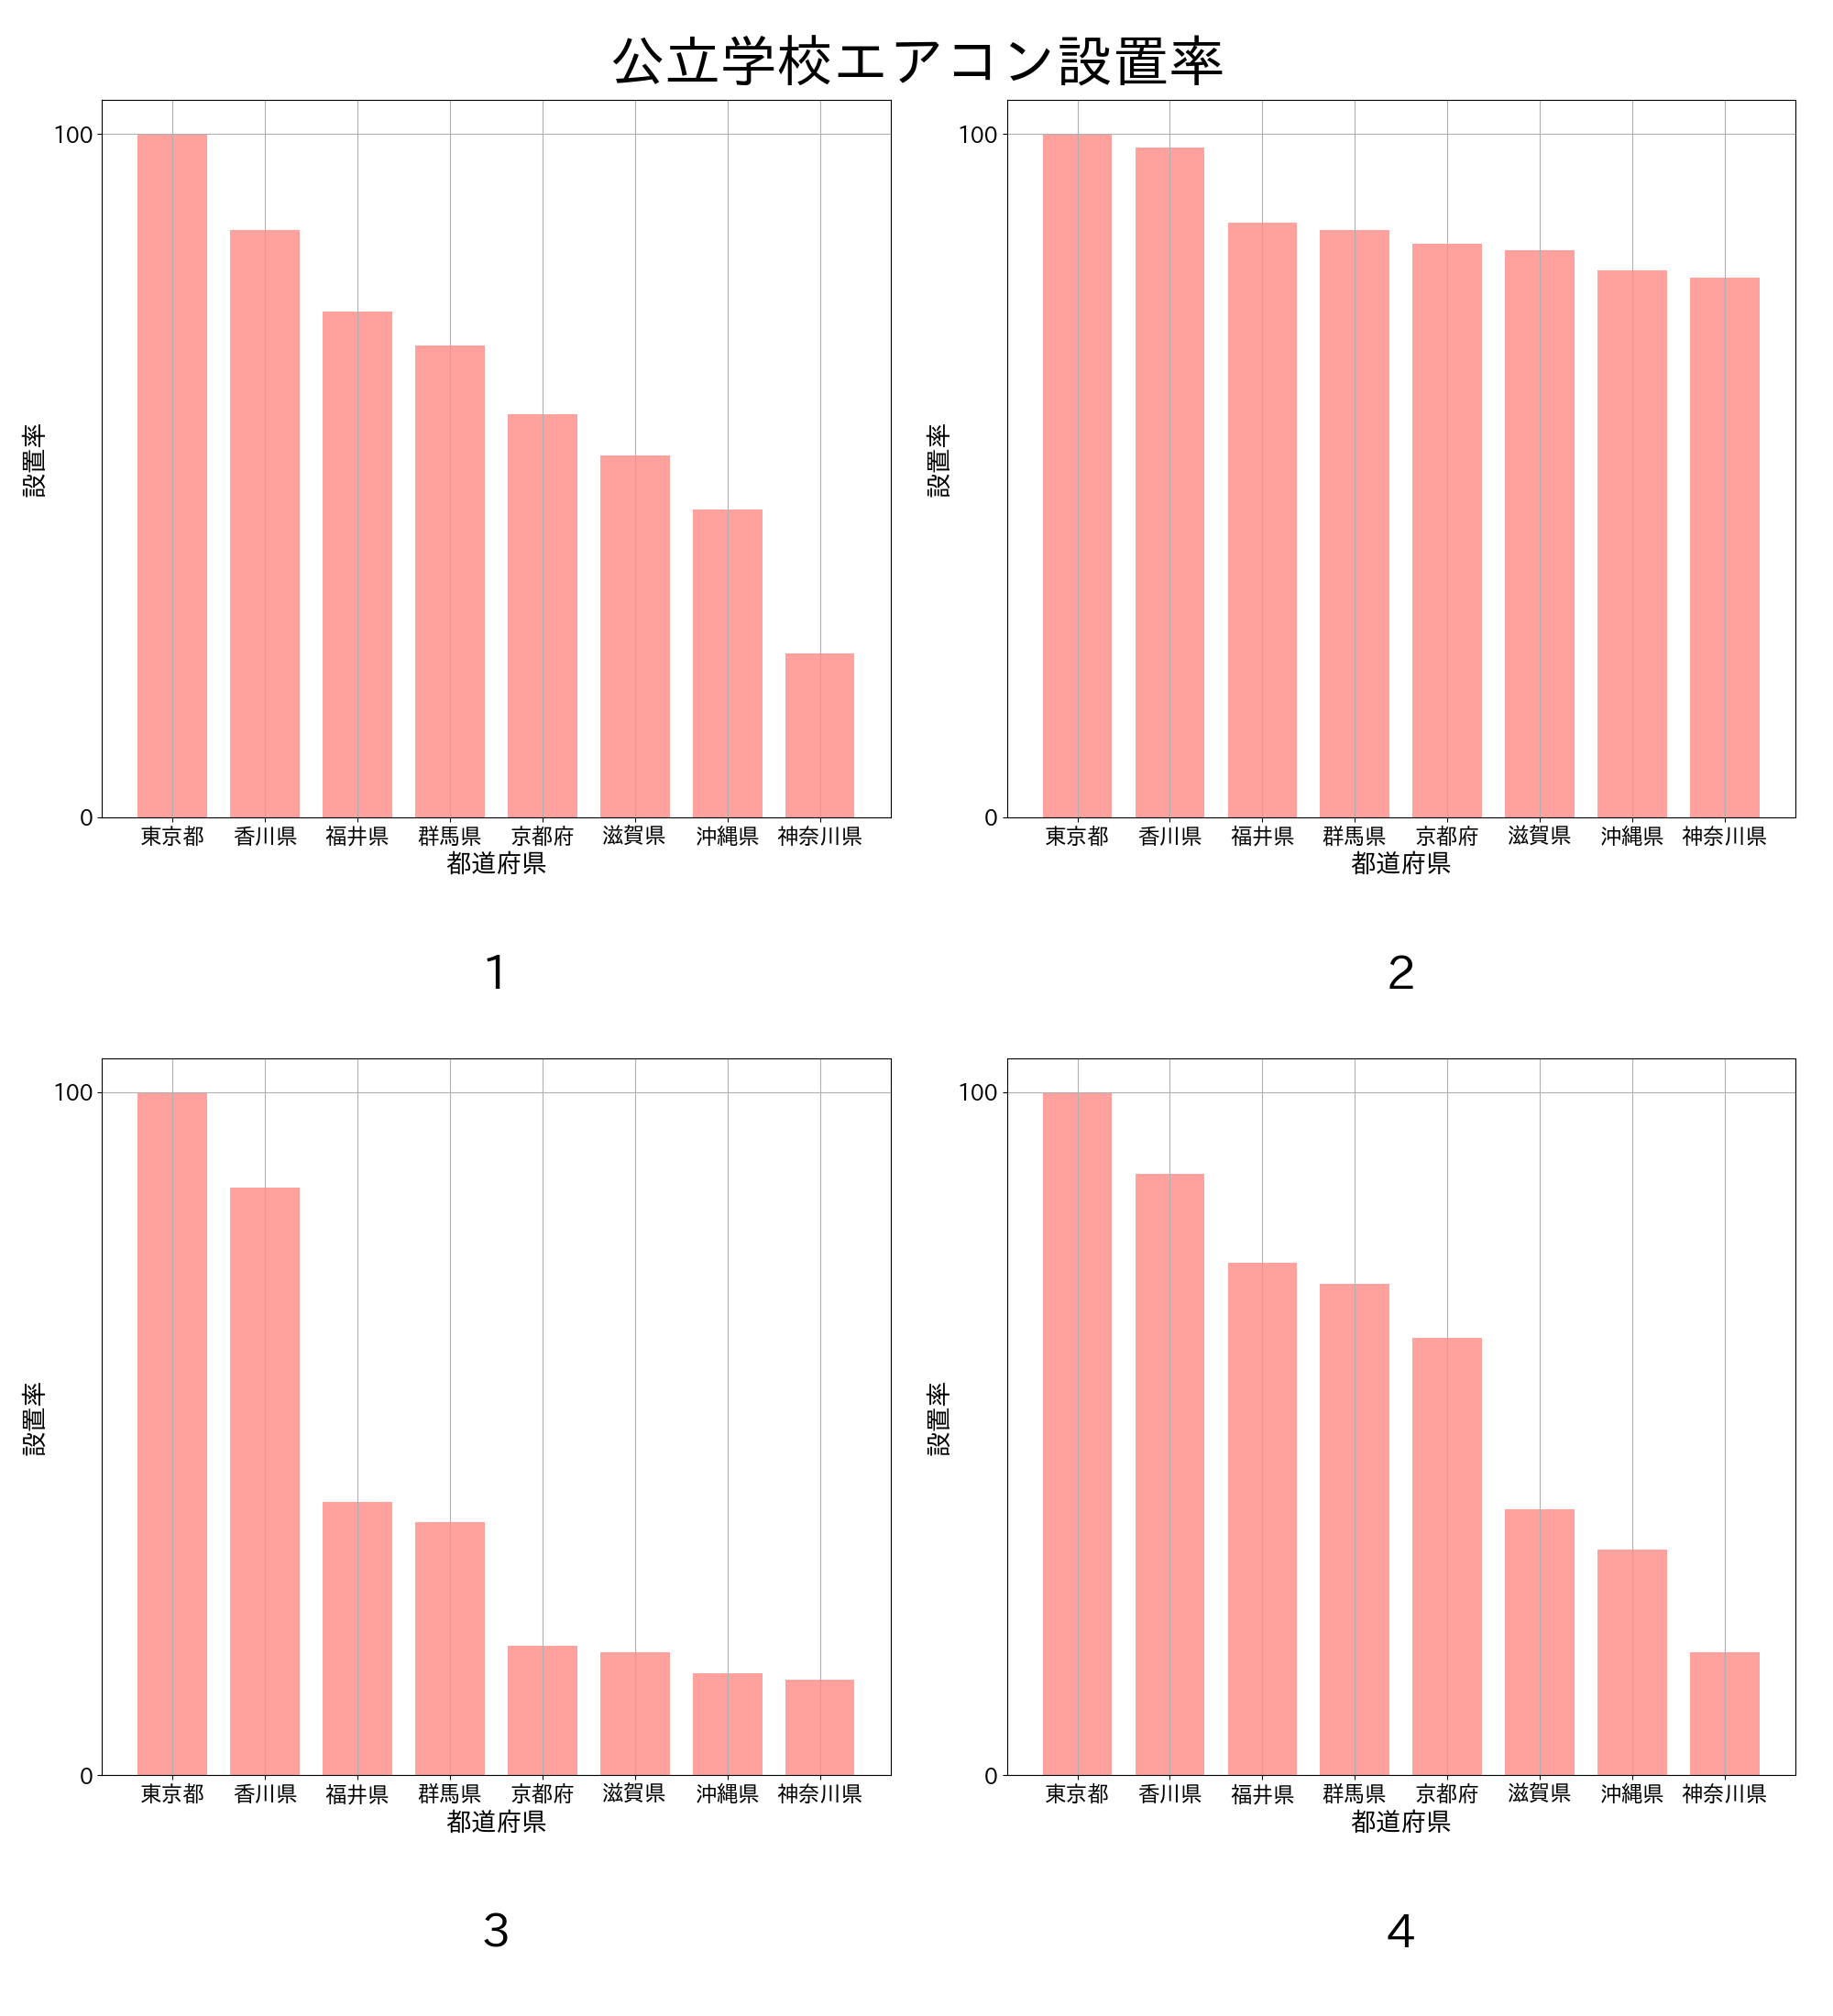 公立学校エアコン設置率
100
0
設置率
東京都 香川県 福井県 群馬県 京都府 滋賀県 沖縄県 神奈川県
都道府県
1
100
0
設置率
東京都 香川県 福井県 群馬県 京都府 滋賀県 沖縄県 神奈川県
都道府県
2
100
0
設置率
東京都 香川県 福井県 群馬県 京都府 滋賀県 沖縄県 神奈川県
都道府県
3
100
0
設置率
東京都 香川県 福井県 群馬県 京都府 滋賀県 沖縄県 神奈川県
都道府県
4